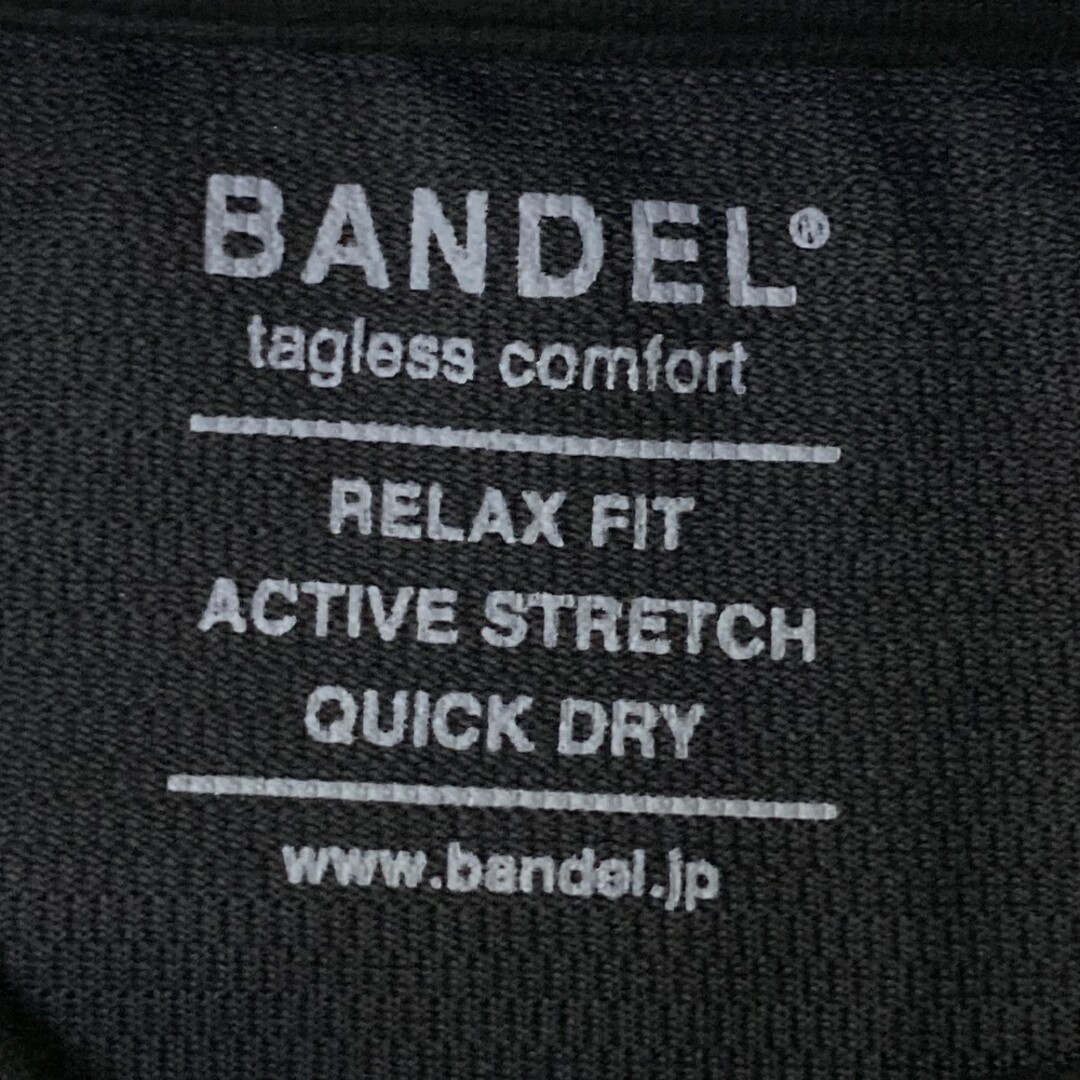 BANDEL®
tagless comfort
RELAX FIT
ACTIVE STRETCH
QUICK DRY
www.bandel.jp